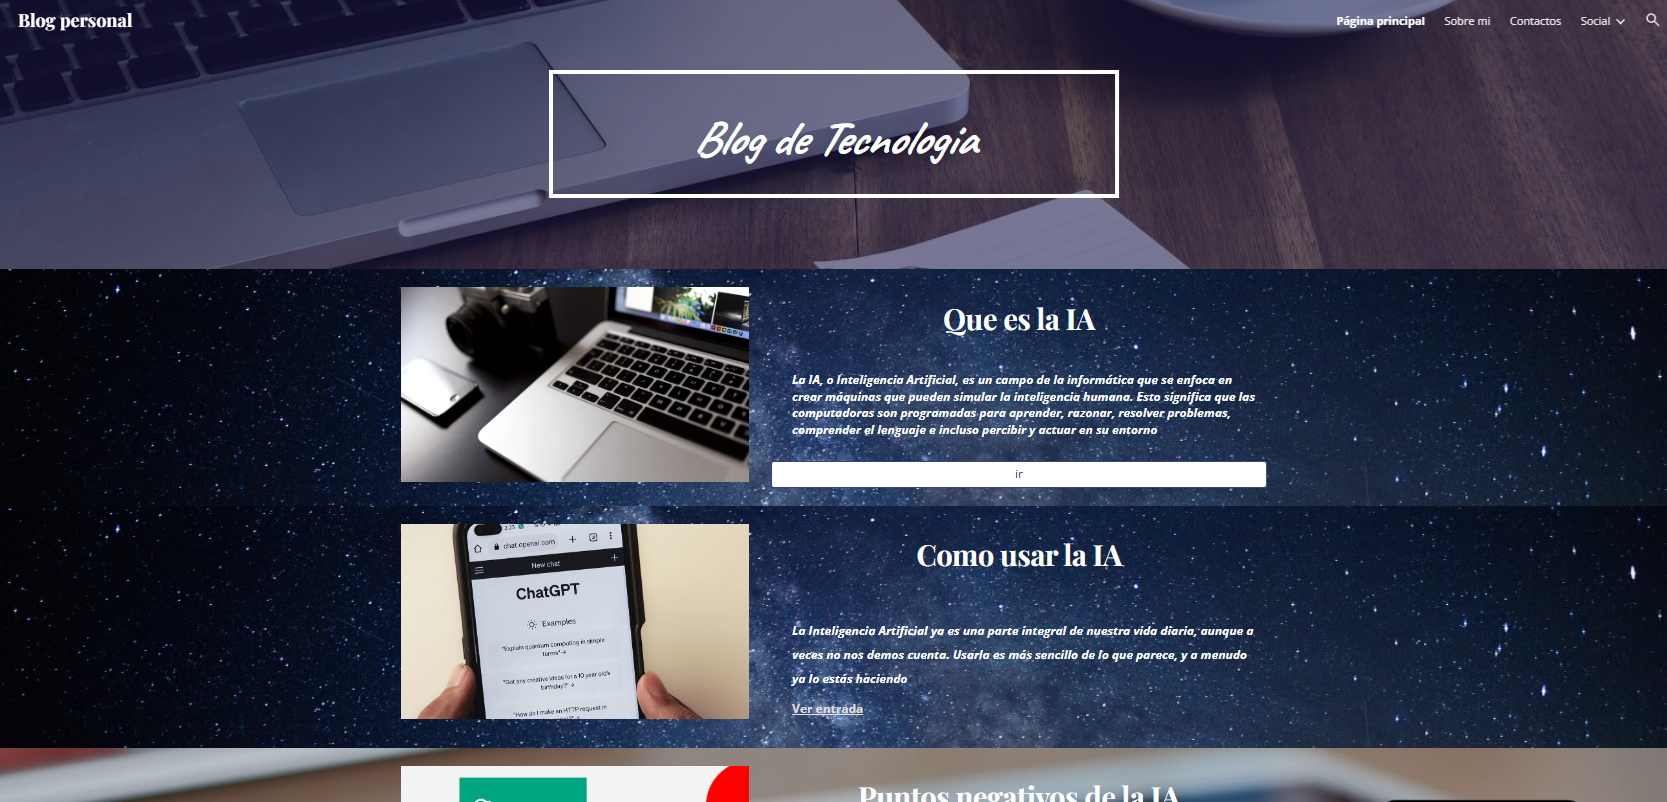 Blog personal
Página principal
Sobre mi
Contactos
Social
Blog de Tecnologia
Que es la IA
La IA, o Inteligencia Artificial, es un campo de la informática que se enfoca en
crear máquinas que pueden simular la inteligencia humana. Esto significa que las
computadoras son programadas para aprender, razonar, resolver problemas,
comprender el lenguaje e incluso percibir y actuar en su entorno
ir
2:23
chat.openai.com
New chat
ChatGPT
Examples
"Explain quantum computing in simple
terms" →
"Got any creative ideas for a 10 year old's
birthday?" →
"How do I make an HTTP request in
Como usar la IA
La Inteligencia Artificial ya es una parte integral de nuestra vida diaria, aunque a
veces no nos demos cuenta. Usarla es más sencillo de lo que parece, y a menudo
ya lo estás haciendo
Ver entrada
Puntos negativos de la IA